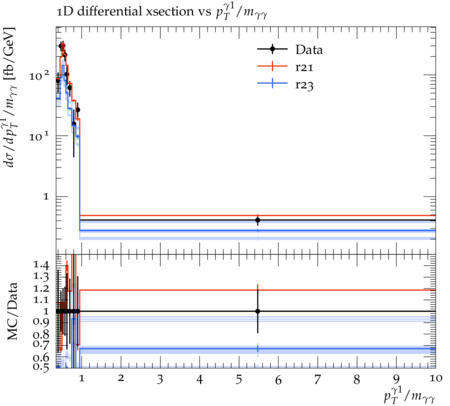 1D differential xsection vs p_T^{γ1}/m_{γγ}
dσ/dp_T^{γ1}/m_{γγ} [fb/GeV]
10^2
10^1
1
Data
r21
r23
MC/Data
1.4
1.3
1.2
1.1
1
0.9
0.8
0.7
0.6
0.5
1 2 3 4 5 6 7 8 9 10
p_T^{γ1}/m_{γγ}